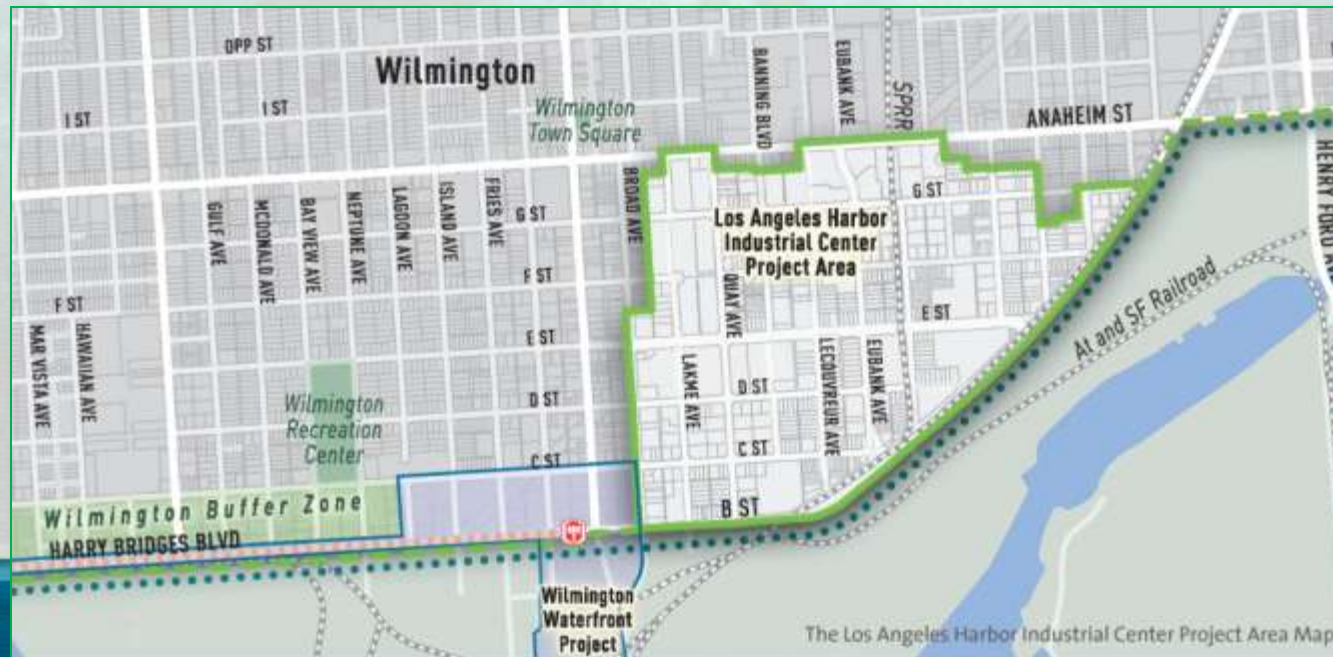 OPP ST
Wilmington
I ST
I ST
Wilmington
Town Square
BANNING BLVD
EUBANK AVE
SPRR
ANAHEIM ST
HENRY FORD
GULF AVE
MCDONALD AVE
BAY VIEW AVE
NEPTUNE AVE
LAGOON AVE
ISLAND AVE
FRIES AVE
G ST
BROAD AVE
G ST
Los Angeles Harbor
Industrial Center
Project Area
F ST
F ST
QUAY AVE
E ST
E ST
At and SF Railroad
MAR VISTA AVE
HAWAIIAN AVE
LAKME AVE
LECOUVREUR AVE
EUBANK AVE
D ST
D ST
Wilmington
Recreation
Center
C ST
C ST
Wilmington Buffer Zone
B ST
HARRY BRIDGES BLVD
Wilmington
Waterfront
Project
The Los Angeles Harbor Industrial Center Project Area Map